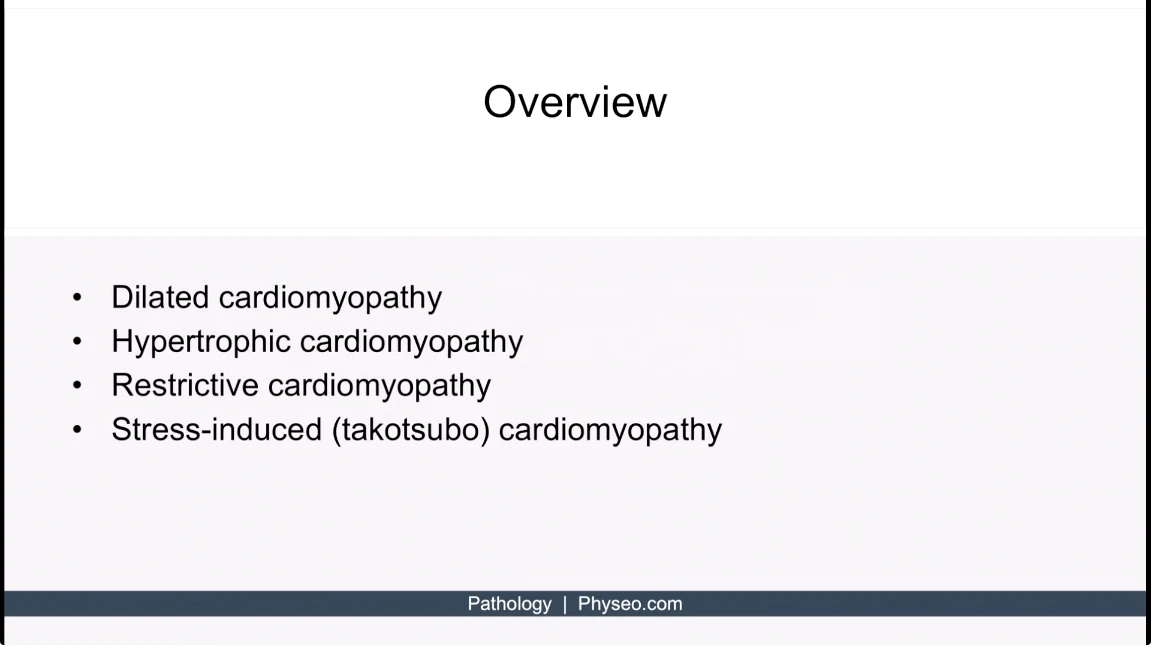 Overview
• Dilated cardiomyopathy
• Hypertrophic cardiomyopathy
• Restrictive cardiomyopathy
• Stress-induced (takotsubo) cardiomyopathy
Pathology | Physeo.com